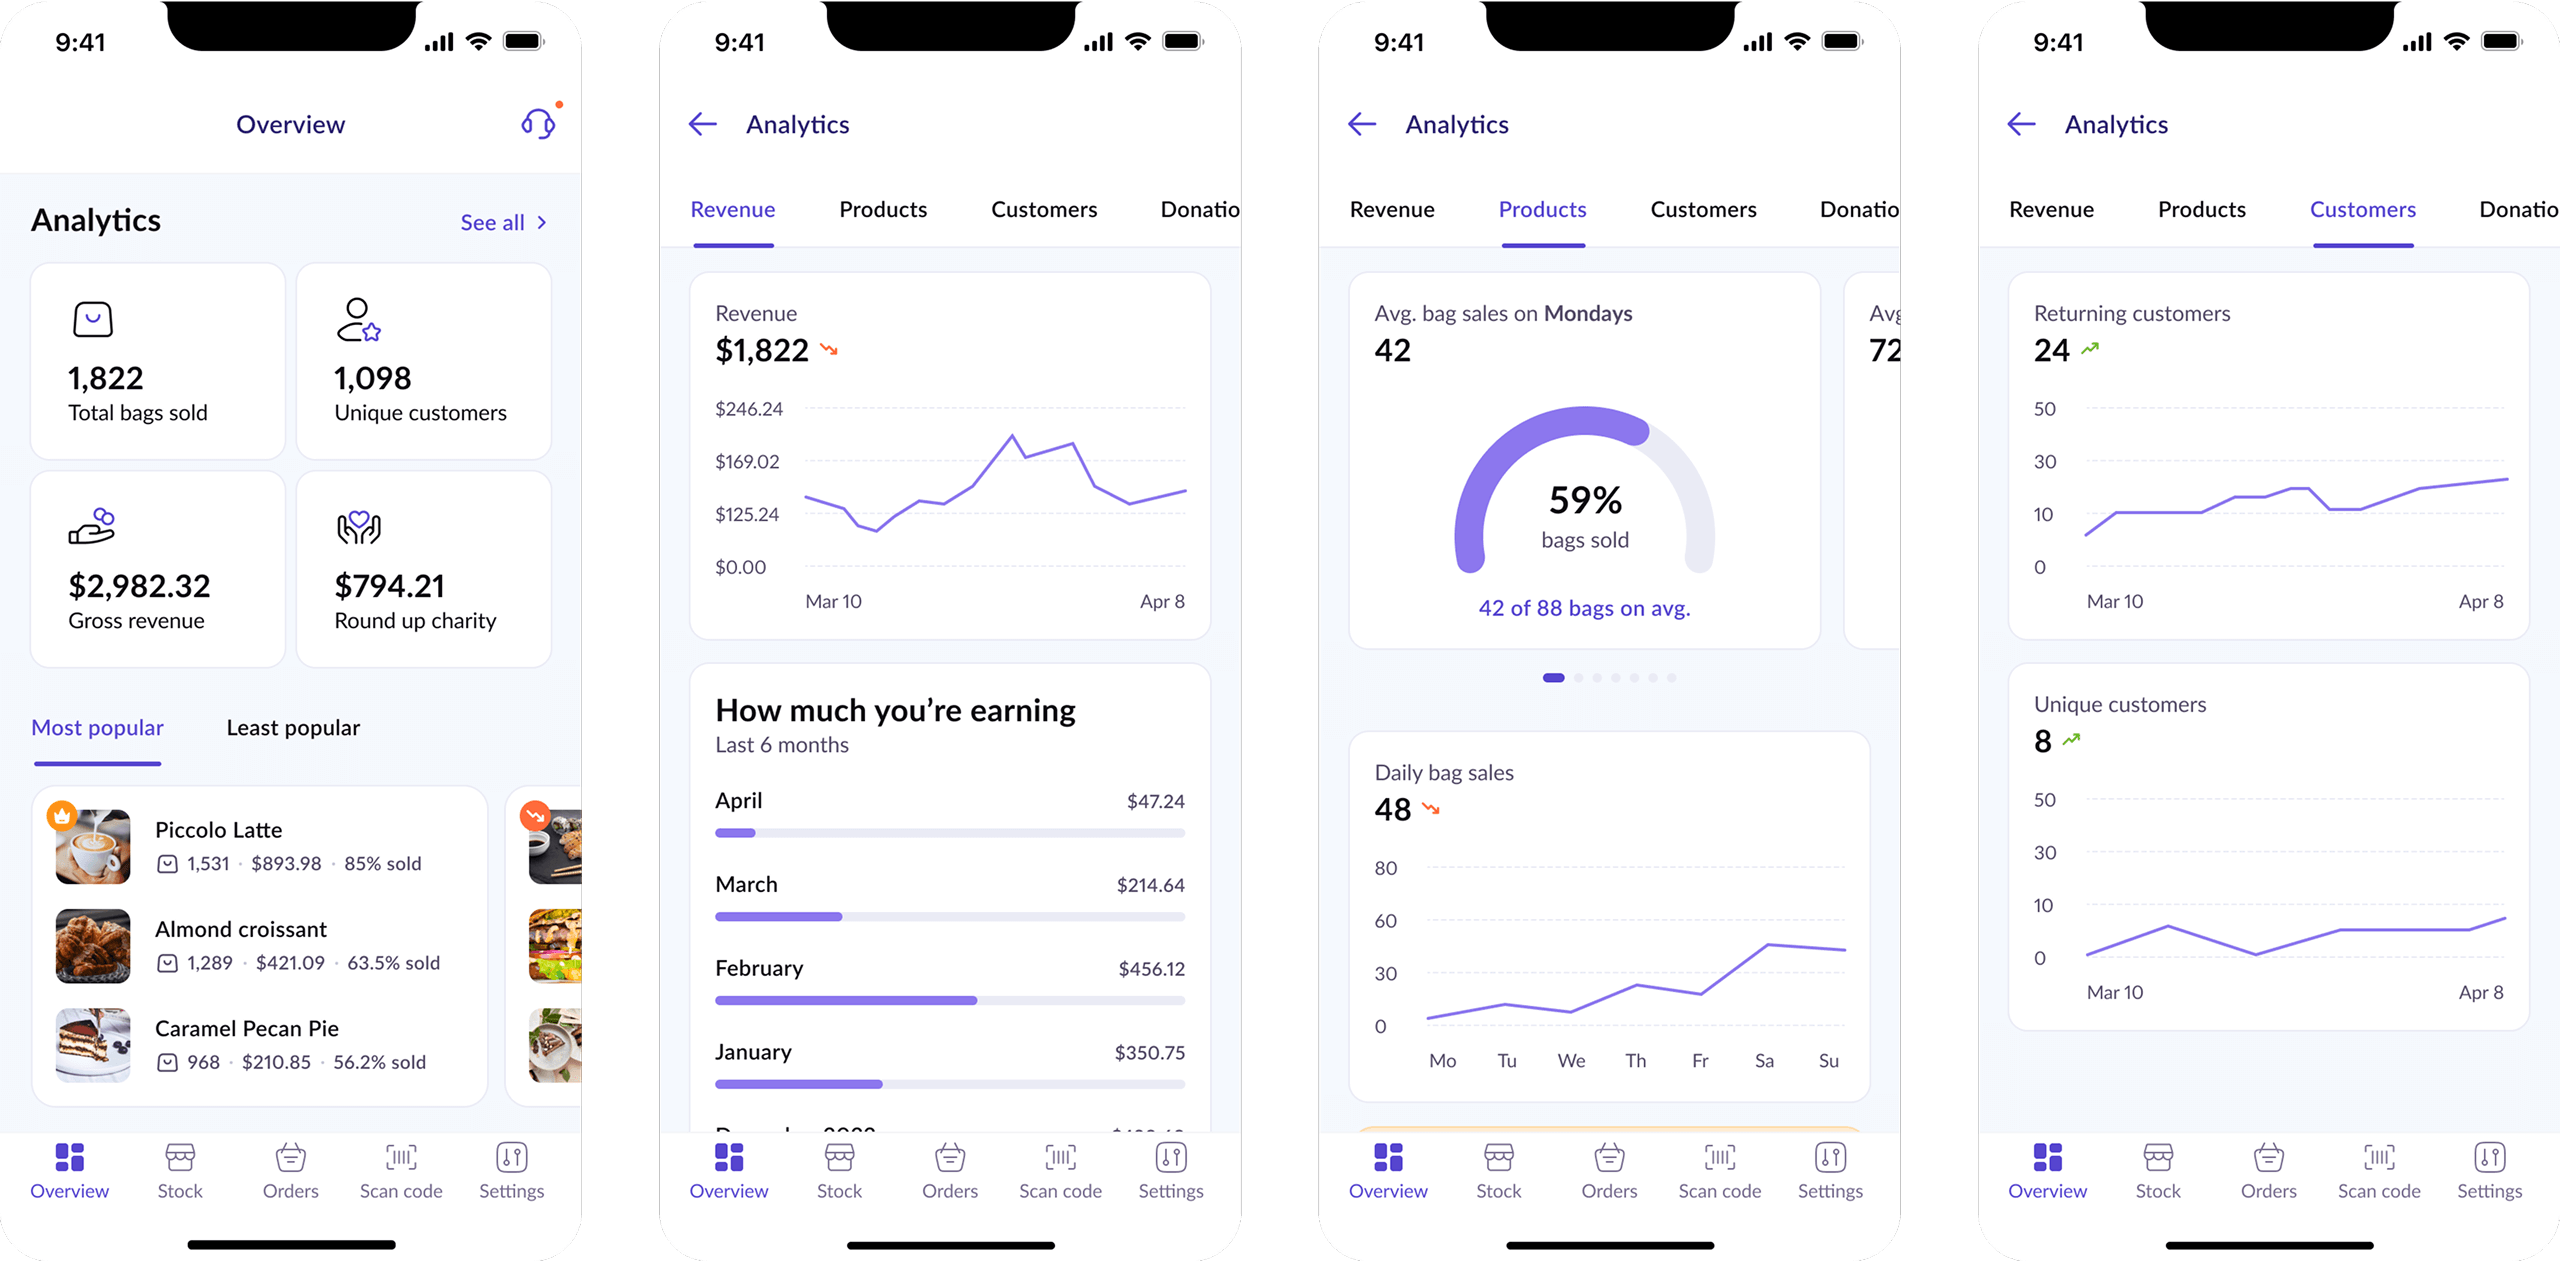 9:41
Overview
Analytics
See all
1,822
Total bags sold
1,098
Unique customers
$2,982.32
Gross revenue
$794.21
Round up charity
Most popular
Least popular
Piccolo Latte
1,531 · $893.98 · 85% sold
Almond croissant
1,289 · $421.09 · 63.5% sold
Caramel Pecan Pie
968 · $210.85 · 56.2% sold
Overview
Stock
Orders
Scan code
Settings
9:41
Analytics
Revenue
Products
Customers
Donatio
Revenue
$1,822
$246.24
$169.02
$125.24
$0.00
Mar 10
Apr 8
How much you’re earning
Last 6 months
April
$47.24
March
$214.64
February
$456.12
January
$350.75
Overview
Stock
Orders
Scan code
Settings
9:41
Analytics
Revenue
Products
Customers
Donatio
Avg. bag sales on Mondays
42
59%
bags sold
42 of 88 bags on avg.
Avg
72
Daily bag sales
48
80
60
30
0
Mo
Tu
We
Th
Fr
Sa
Su
Overview
Stock
Orders
Scan code
Settings
9:41
Analytics
Revenue
Products
Customers
Donatio
Returning customers
24
50
30
10
0
Mar 10
Apr 8
Unique customers
8
50
30
10
0
Mar 10
Apr 8
Overview
Stock
Orders
Scan code
Settings